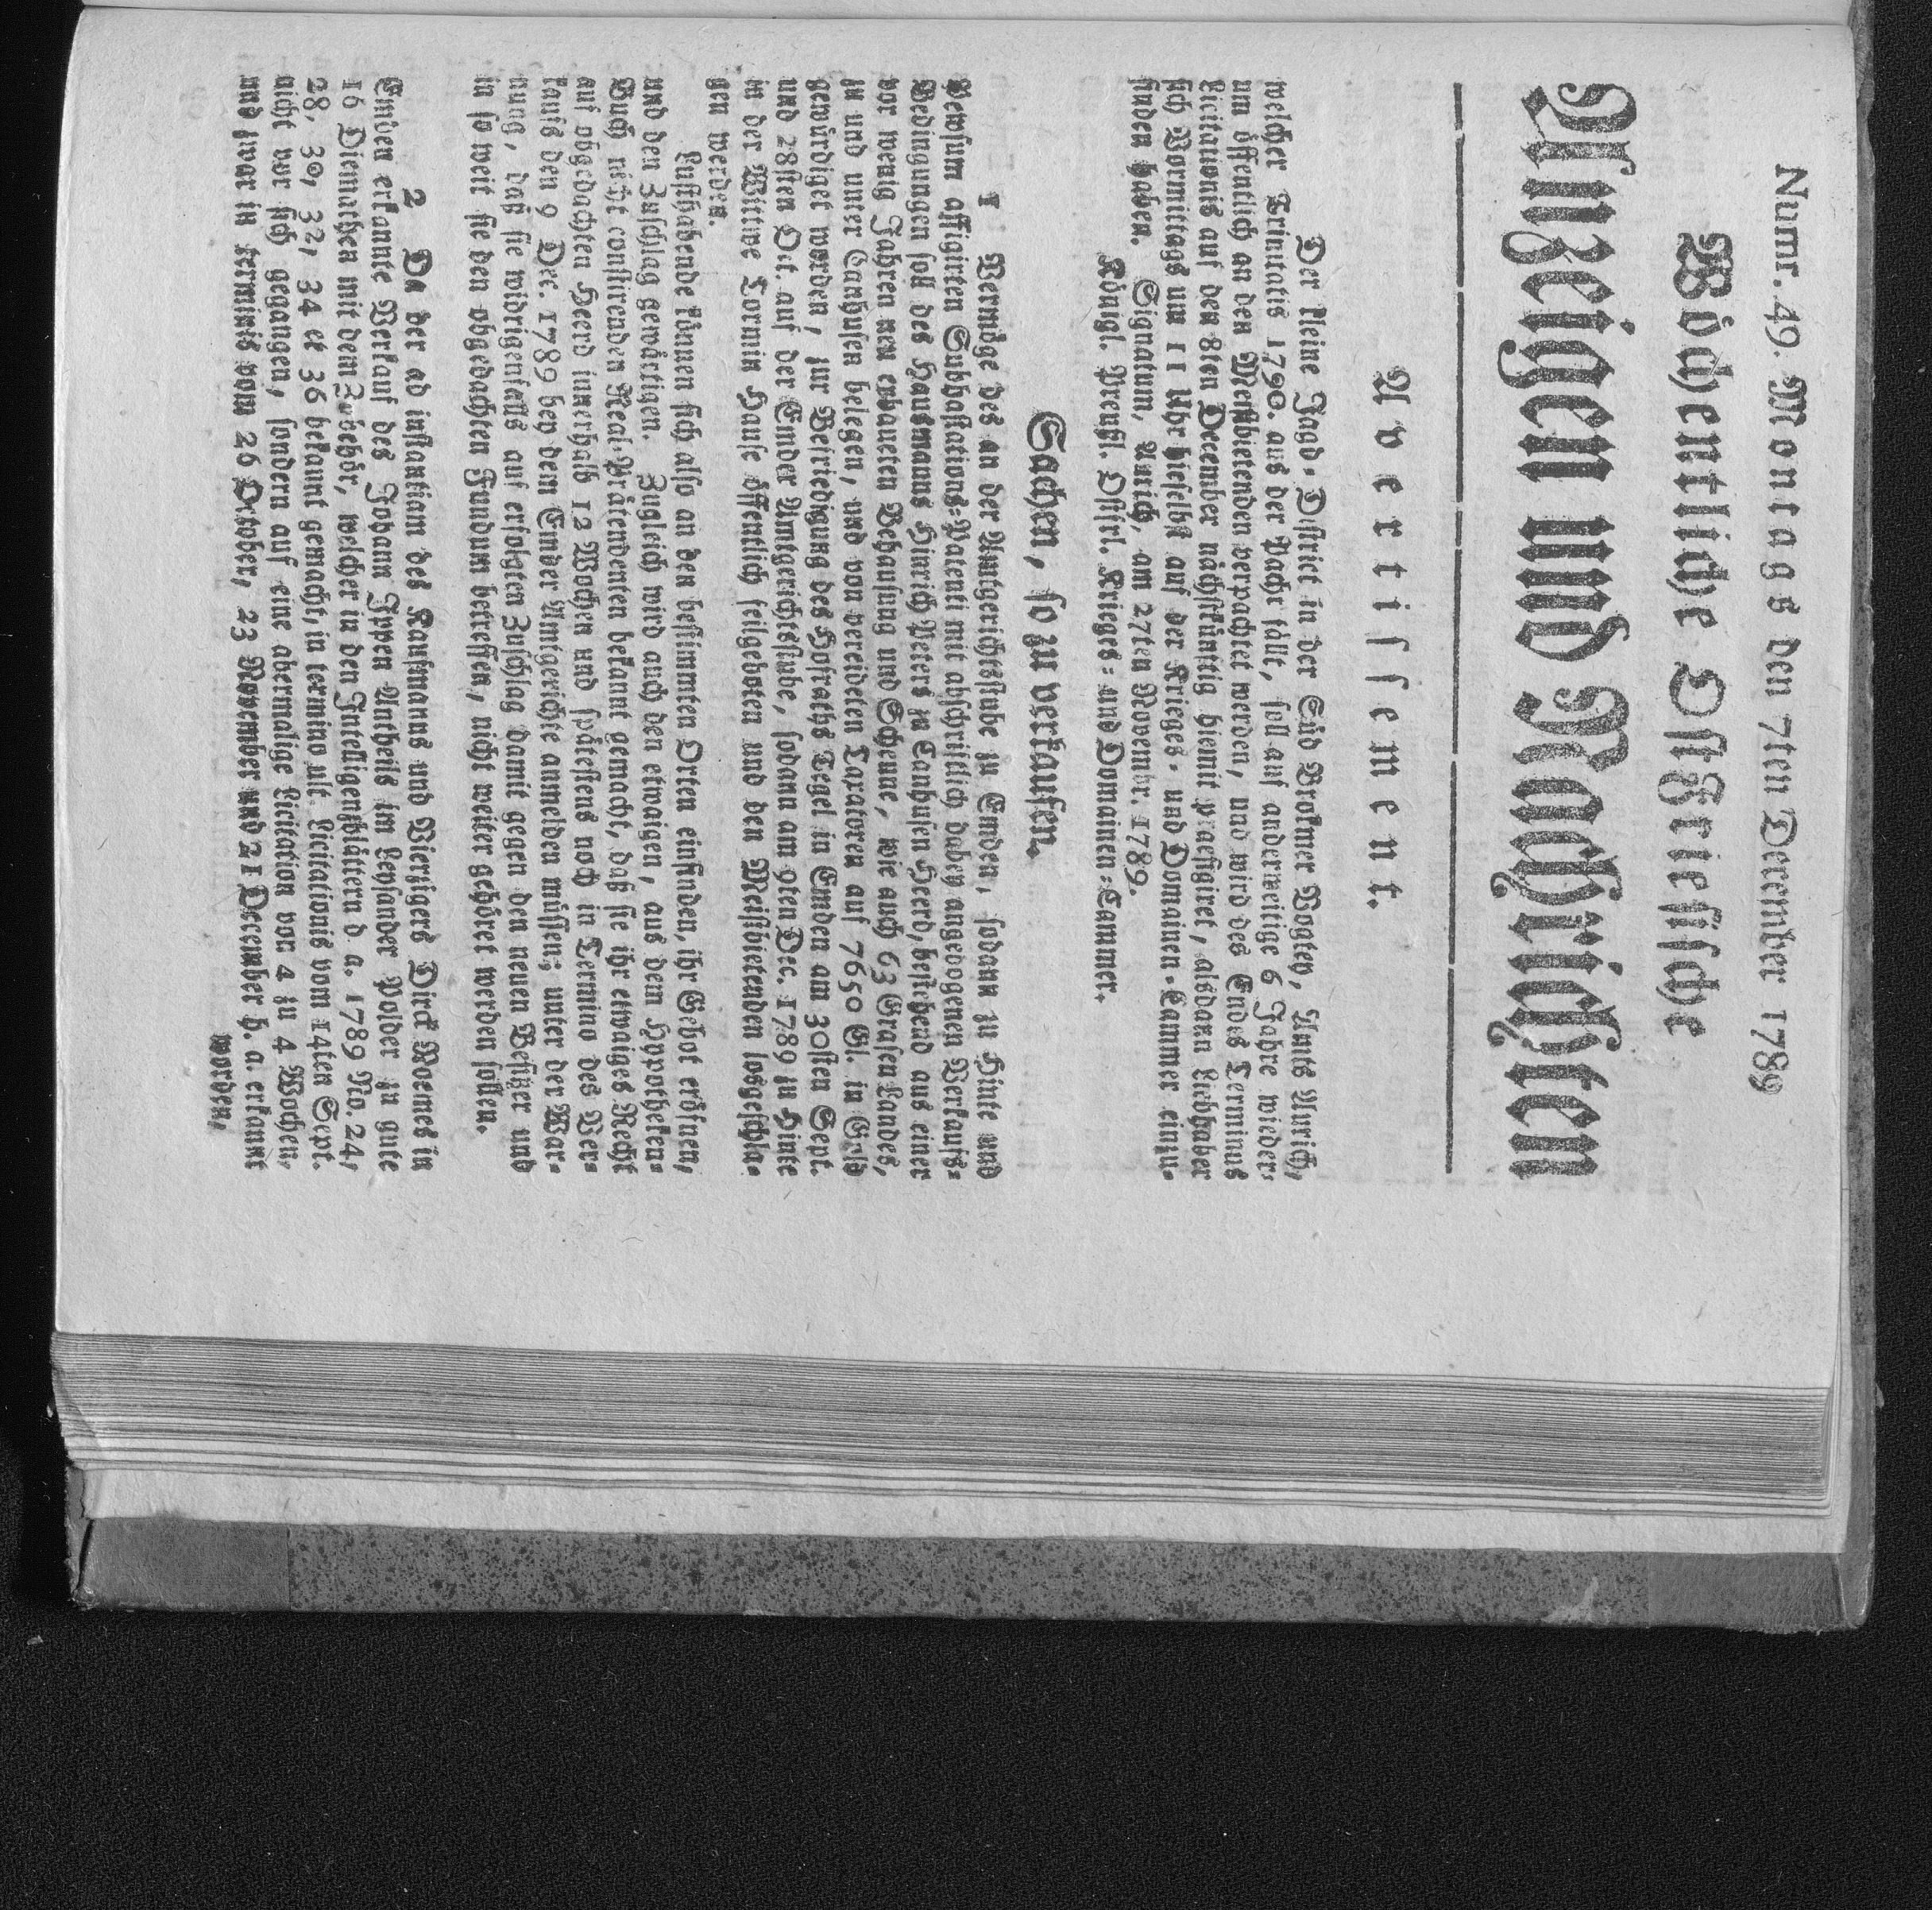 Numr. 49. Montags den 7ten December 1789
Wöchentliche Ostfriesische
Anzeigen und Nachrichten
Avertissement.
Der kleine Jagd-District in der Süd Brokmer Vogtey, Amts Aurich,
welcher Trinitatis 1790. aus der Pacht fällt, soll auf anderweitige 6 Jahre wieder-
um öffentlich an den Meistbietenden verpachtet werden, und wird des Endes Terminus
Licitationis auf den 8ten December nächstkünftig hiemit praefigiret, alsdann Liebhaber
sich Vormittags um 11 Uhr hieselbst auf der Krieges- und Domainen-Cammer einzu-
finden haben. Signatum, Aurich, am 27ten Novembr. 1789.
Königl. Preußl. Ostfrl. Krieges- und Domainen-Cammer.
Sachen, so zu verkaufen.
1 Vermöge des an der Amtgerichtsstube zu Emden, sodann zu Hinte und
Pewsum affigirten Subhastations-Patenti mit abschriftlich dabey angebogenen Verkaufs-
Bedingungen soll des Hausmanns Hinrich Peters zu Canhusen Heerd, bestehend aus einer
vor wenig Jahren neu erbaueten Behausung und Scheune, wie auch 63 Grasen Landes,
zu und unter Canhusen belegen, und von vereideten Taxatoren auf 7650 Gl. in Gold
gewürdiget worden, zur Befriedigung des Hofraths Tegel in Emden am 30sten Sept.
und 28sten Oct. auf der Emder Amtgerichtsstube, sodann am 9ten Dec. 1789 zu Hinte
in der Wittwe Tormin Hause öffentlich feilgeboten und den Meistbietenden losgeschla-
gen werden.
Lusthabende können sich also an den bestimmten Orten einfinden, ihr Gebot eröfnen,
und den Zuschlag gewärtigen. Zugleich wird auch den etwaigen, aus dem Hypotheken-
Buch nicht constirenden Real-Prätendenten bekannt gemacht, daß sie ihr etwaiges Recht
auf obgedachten Heerd innerhalb 12 Wochen und spätestens noch in Termino des Ver-
kaufs den 9 Dec. 1789 bey dem Emder Amtgerichte anmelden müssen; unter der War-
nung, daß sie widrigenfalls auf erfolgten Zuschlag damit gegen den neuen Besitzer und
in so weit sie den obgedachten Fundum betreffen, nicht weiter gehöret werden sollen.
2 Da der ad instantiam des Kaufmanns und Vierzigers Dirck Woemes in
Emden erkannte Verkauf des Johann Jppen Antheils im Leysander Polder zu gute
16 Diemathen mit dem Zubehör, welcher in den Intelligenzblättern d. a. 1789 No. 24,
28, 30, 32, 34 et 36 bekannt gemacht, in termino ult. Licitationis vom 14ten Sept.
nicht vor sich gegangen, sondern auf eine abermalige Licitation von 4 zu 4 Wochen,
und zwar in terminis vom 26 October, 23 November und 21 December h. a. erkannt
worden,